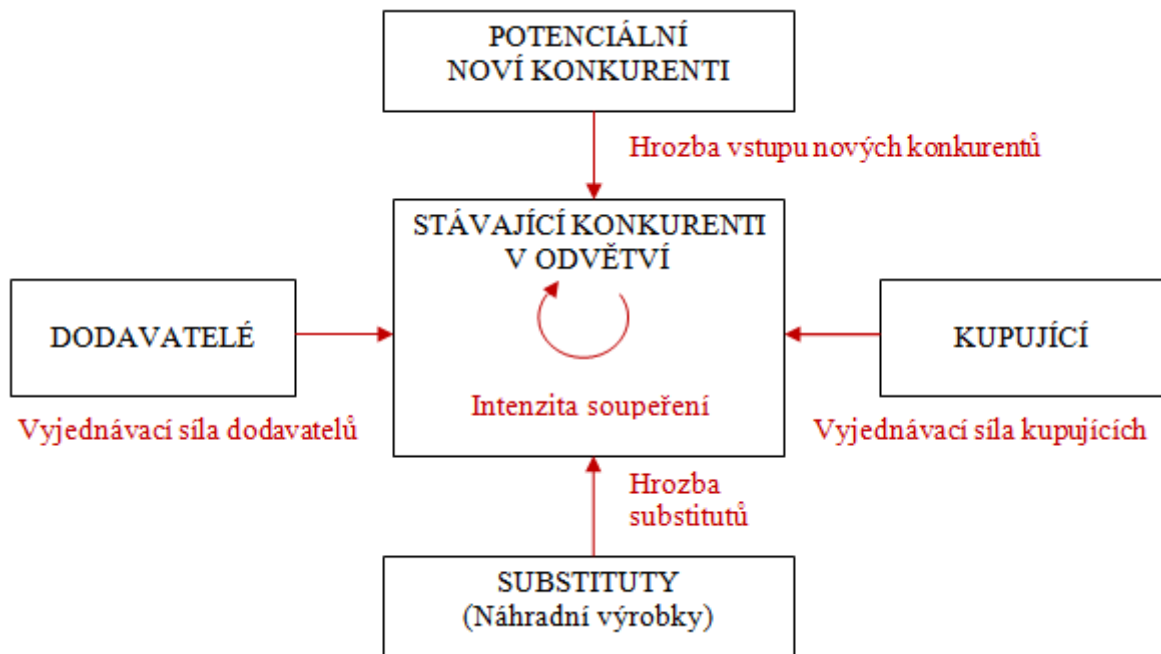 POTENCIÁLNÍ
NOVÍ KONKURENTI
Hrozba vstupu nových konkurentů
STÁVAJÍCÍ KONKURENTI
V ODVĚTVÍ
DODAVATELÉ
KUPUJÍCÍ
Intenzita soupeření
Vyjednávací síla dodavatelů
Vyjednávací síla kupujících
Hrozba
substitutů
SUBSTITUTY
(Náhradní výrobky)